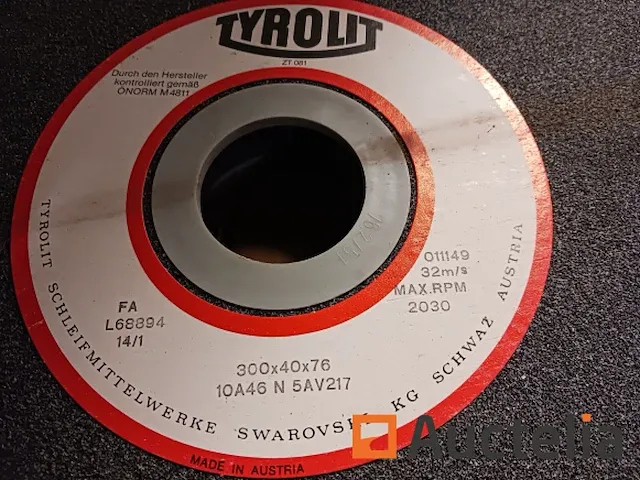 TYROLIT
ZT 081
Durch den Hersteller
kontrolliert gemäß
ÖNORM M4811
011149
32m/s
MAX.RPM
2030
FA
L68894
14/1
300x40x76
10A46 N 5AV217
TYROLIT SCHLEIFMITTELWERKE SWAROVSKI KG SCHWAZ AUSTRIA
MADE IN AUSTRIA
Auctelia